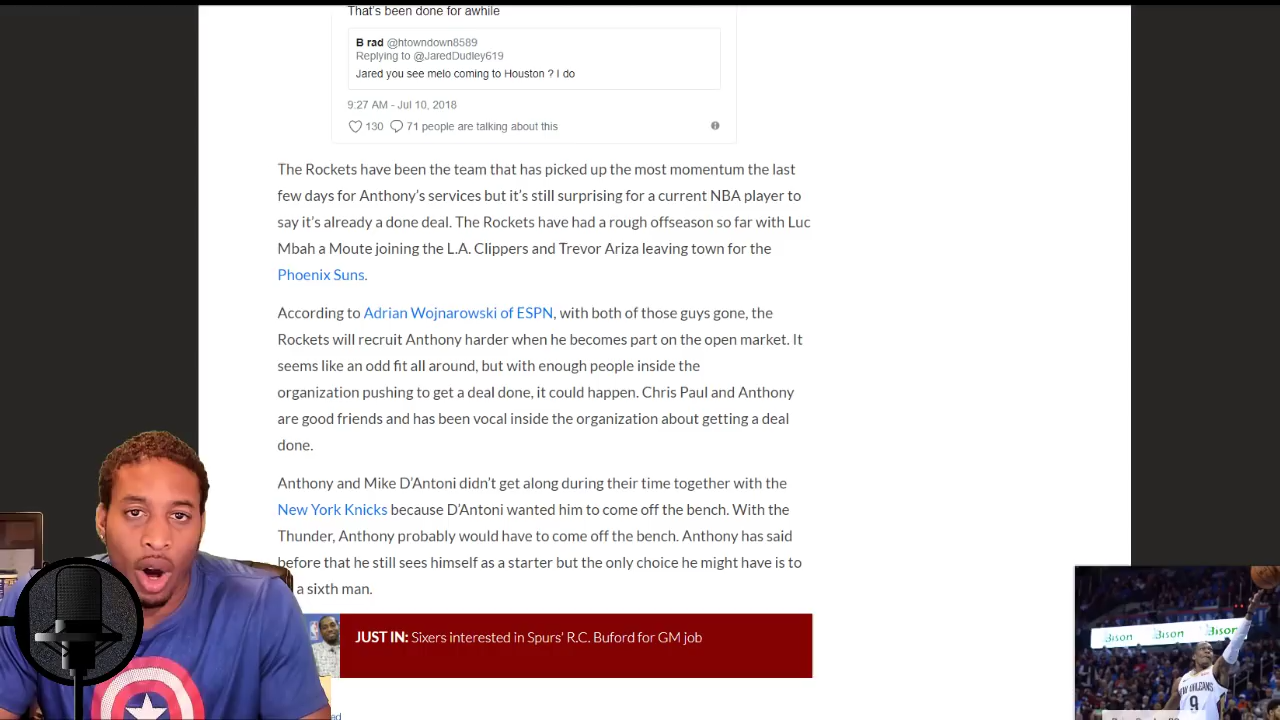 That's been done for awhile
B rad @htowndown8589
Replying to @JaredDudley619
Jared you see melo coming to Houston ? I do
9:27 AM - Jul 10, 2018
130 71 people are talking about this
The Rockets have been the team that has picked up the most momentum the last
few days for Anthony's services but it's still surprising for a current NBA player to
say it's already a done deal. The Rockets have had a rough offseason so far with Luc
Mbah a Moute joining the L.A. Clippers and Trevor Ariza leaving town for the
Phoenix Suns.
According to Adrian Wojnarowski of ESPN, with both of those guys gone, the
Rockets will recruit Anthony harder when he becomes part on the open market. It
seems like an odd fit all around, but with enough people inside the
organization pushing to get a deal done, it could happen. Chris Paul and Anthony
are good friends and has been vocal inside the organization about getting a deal
done.
Anthony and Mike D'Antoni didn't get along during their time together with the
New York Knicks because D'Antoni wanted him to come off the bench. With the
Thunder, Anthony probably would have to come off the bench. Anthony has said
before that he still sees himself as a starter but the only choice he might have is to
a sixth man.
JUST IN: Sixers interested in Spurs' R.C. Buford for GM job
Bison Bison Bison
NEW ORLEANS
9